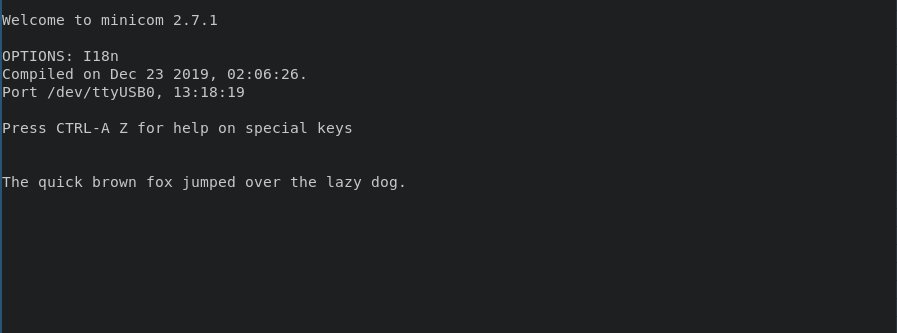 Welcome to minicom 2.7.1
OPTIONS: I18n
Compiled on Dec 23 2019, 02:06:26.
Port /dev/ttyUSB0, 13:18:19
Press CTRL-A Z for help on special keys
The quick brown fox jumped over the lazy dog.